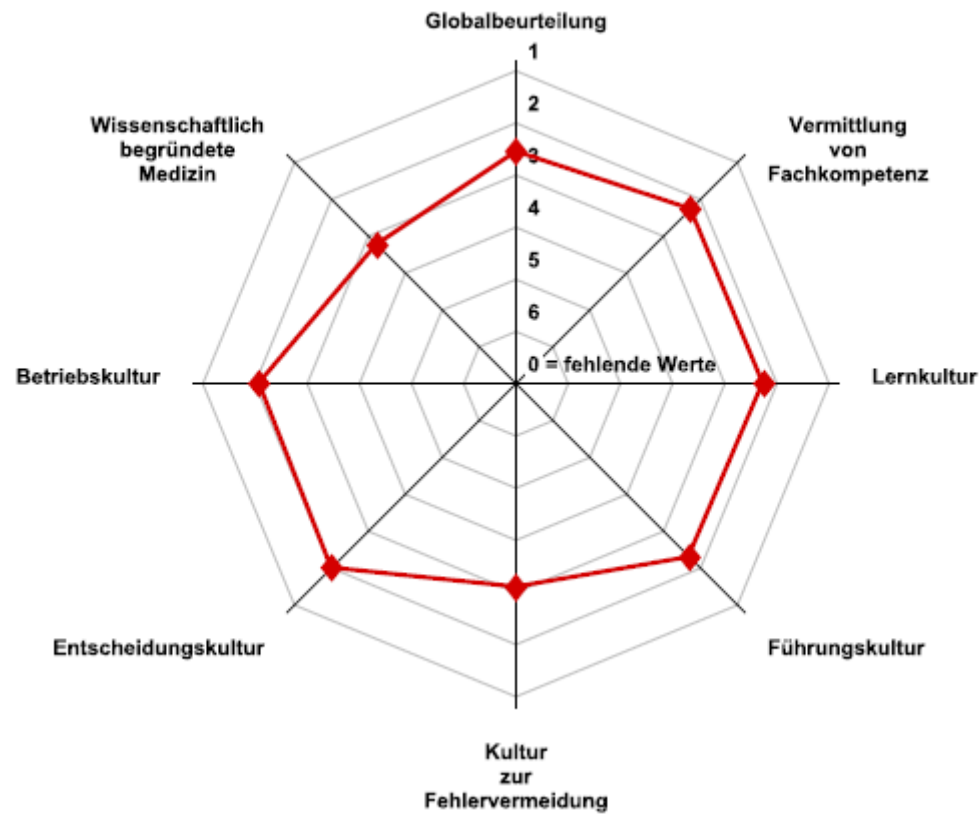 Globalbeurteilung
1
2
3
4
5
6
0 = fehlende Werte
Vermittlung
von
Fachkompetenz
Lernkultur
Führungskultur
Kultur
zur
Fehlervermeidung
Entscheidungskultur
Betriebskultur
Wissenschaftlich
begründete
Medizin